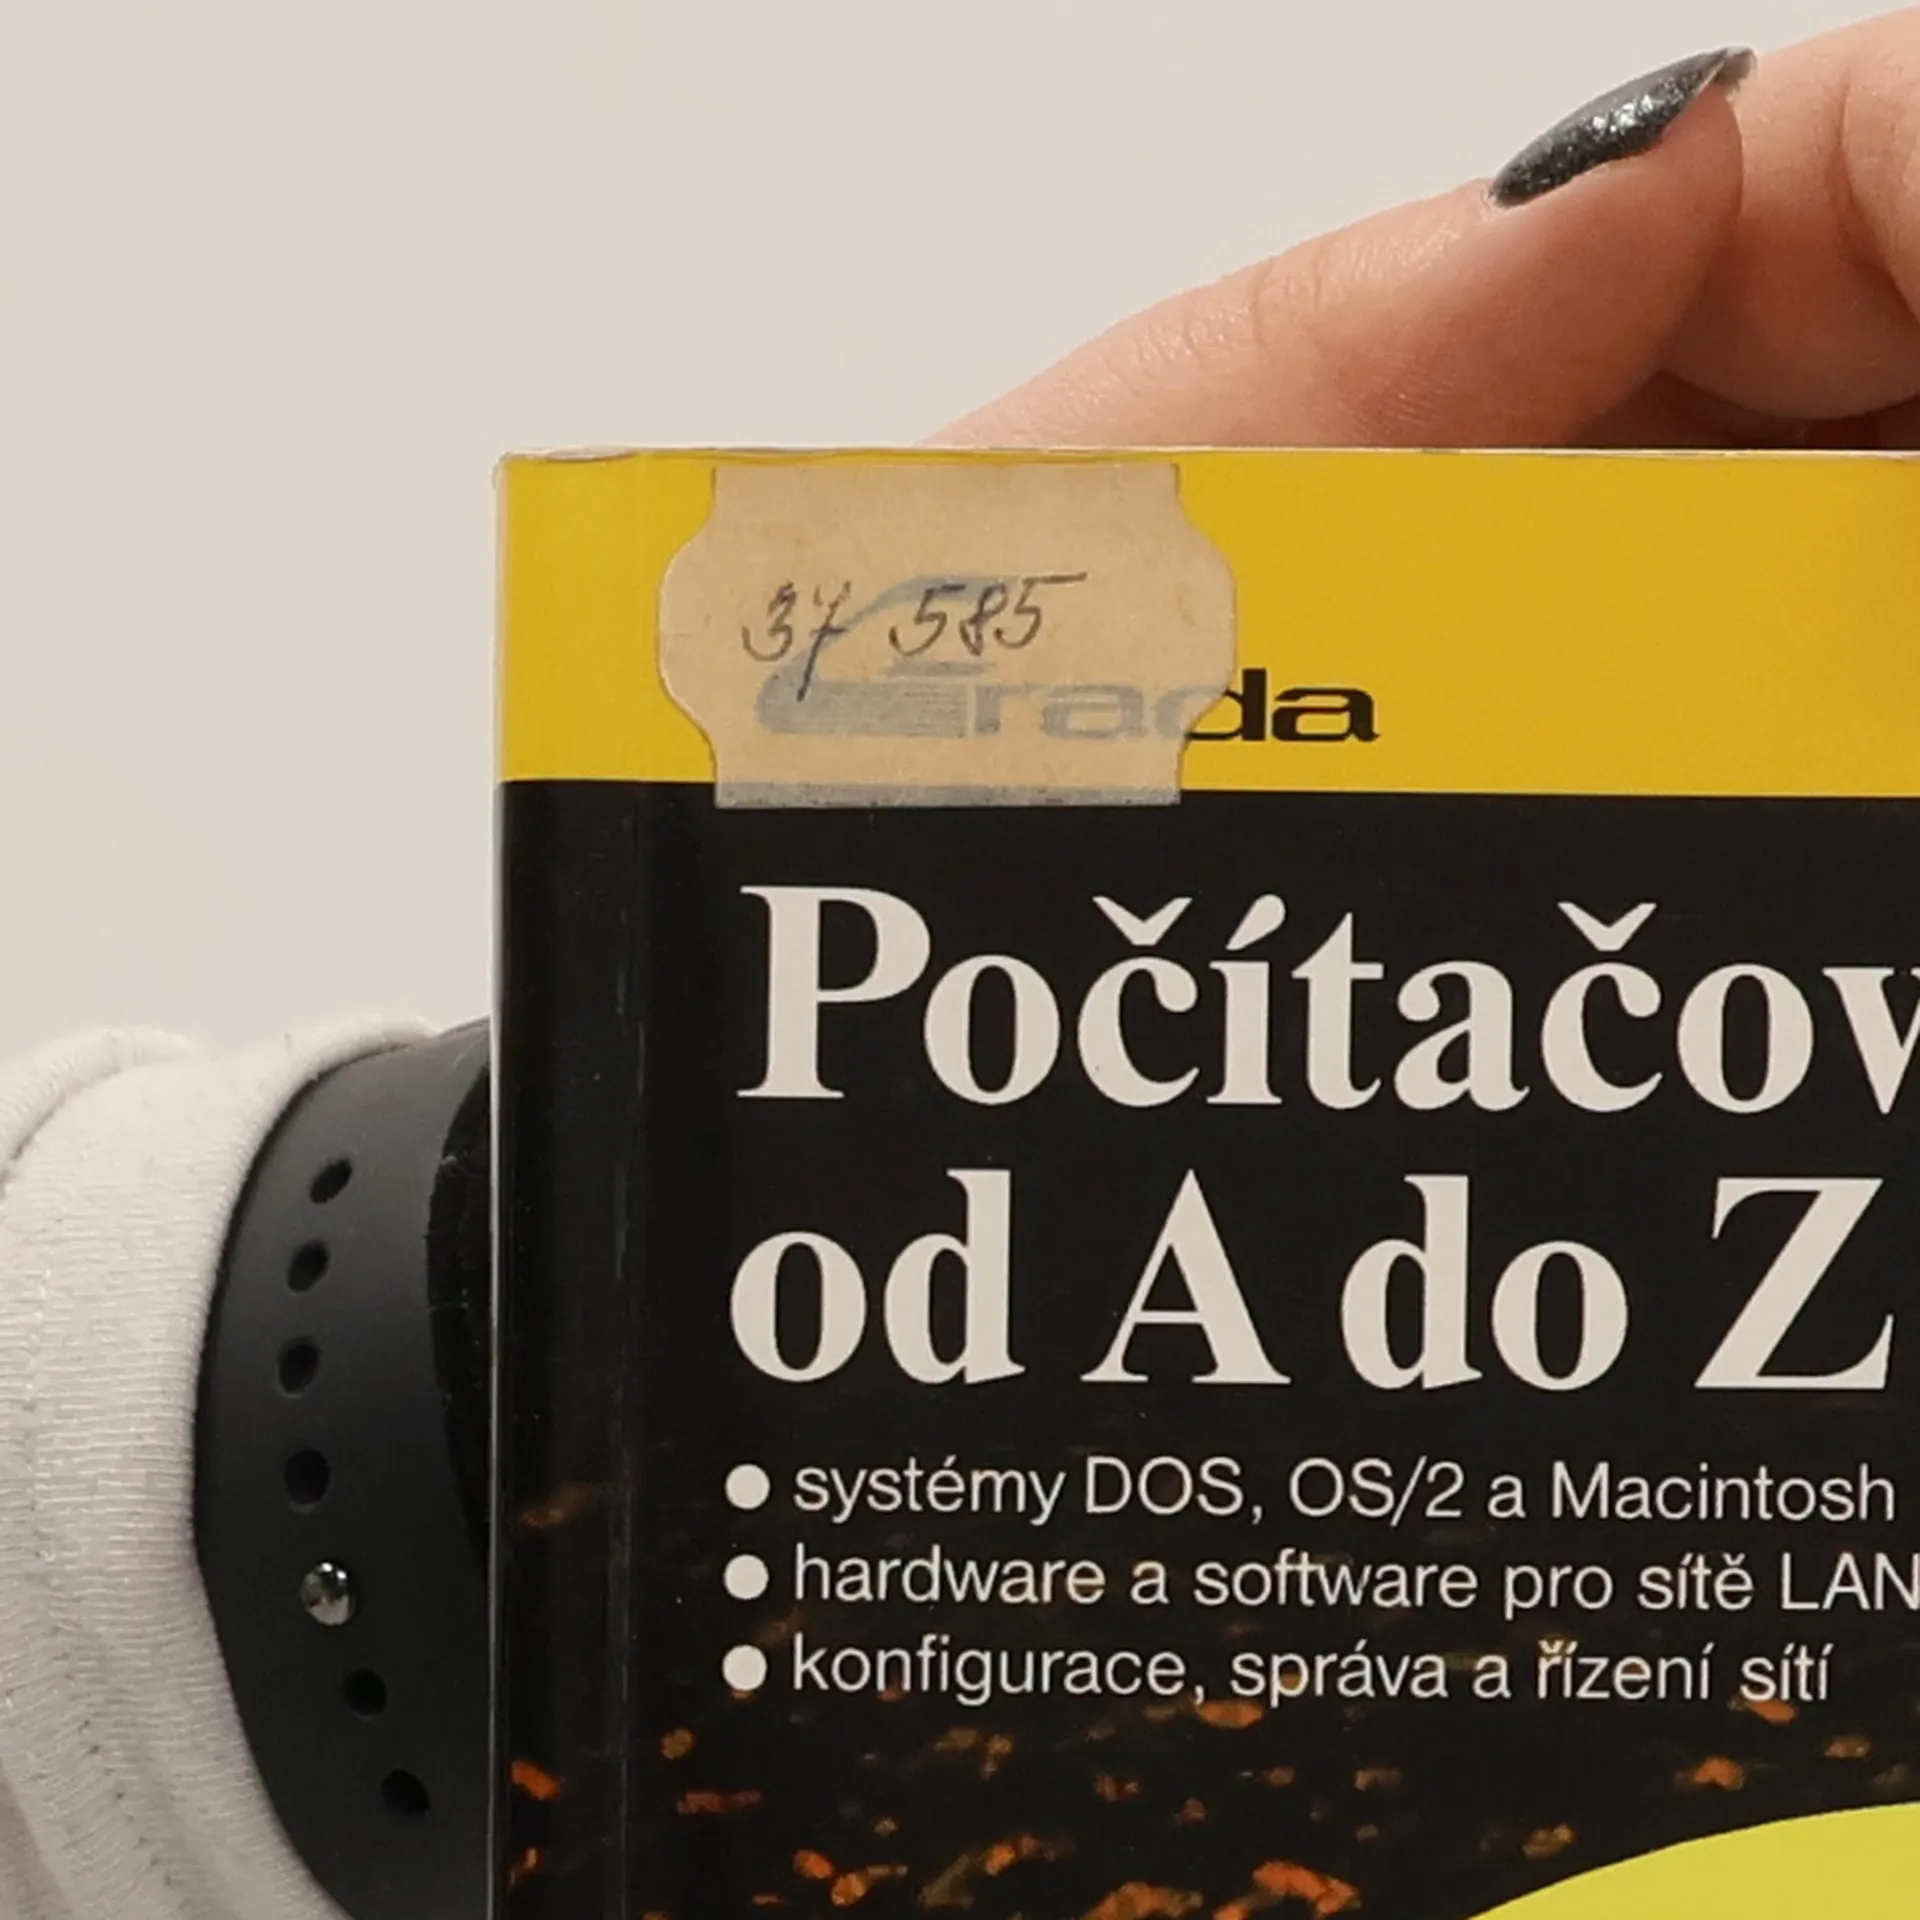 37 585
Grada
Počítačov
od A do Z
● systémy DOS, OS/2 a Macintosh
● hardware a software pro sítě LAN
● konfigurace, správa a řízení sítí